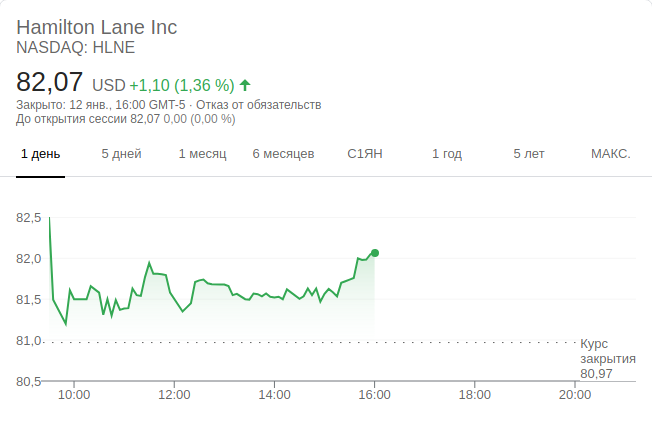 Hamilton Lane Inc
NASDAQ: HLNE
82,07 USD +1,10 (1,36 %)
Закрыто: 12 янв., 16:00 GMT-5 · Отказ от обязательств
До открытия сессии 82,07 0,00 (0,00 %)
1 день 5 дней 1 месяц 6 месяцев С1ЯН 1 год 5 лет МАКС.
82,5
82,0
81,5
81,0
Курс
закрытия
80,97
80,5
10:00 12:00 14:00 16:00 18:00 20:00